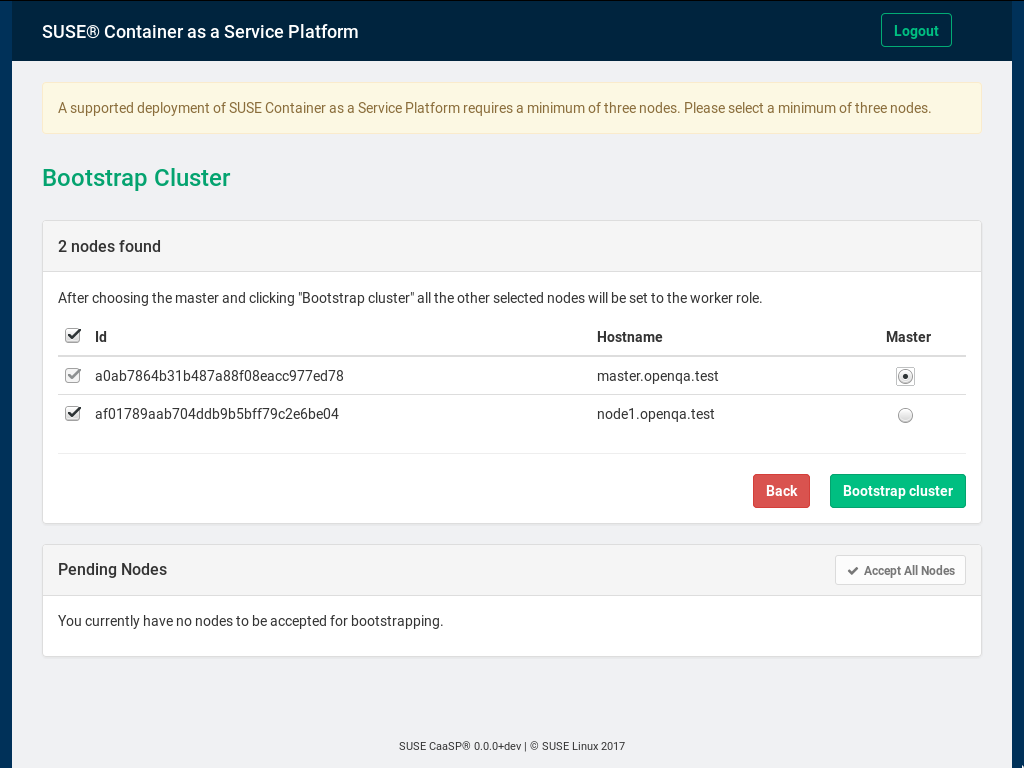 SUSE® Container as a Service Platform
Logout
A supported deployment of SUSE Container as a Service Platform requires a minimum of three nodes. Please select a minimum of three nodes.
Bootstrap Cluster
2 nodes found
After choosing the master and clicking "Bootstrap cluster" all the other selected nodes will be set to the worker role.
Id Hostname Master
a0ab7864b31b487a88f08eacc977ed78 master.openqa.test
af01789aab704ddb9b5bff79c2e6be04 node1.openqa.test
Back Bootstrap cluster
Pending Nodes
Accept All Nodes
You currently have no nodes to be accepted for bootstrapping.
SUSE CaaSP® 0.0.0+dev | © SUSE Linux 2017